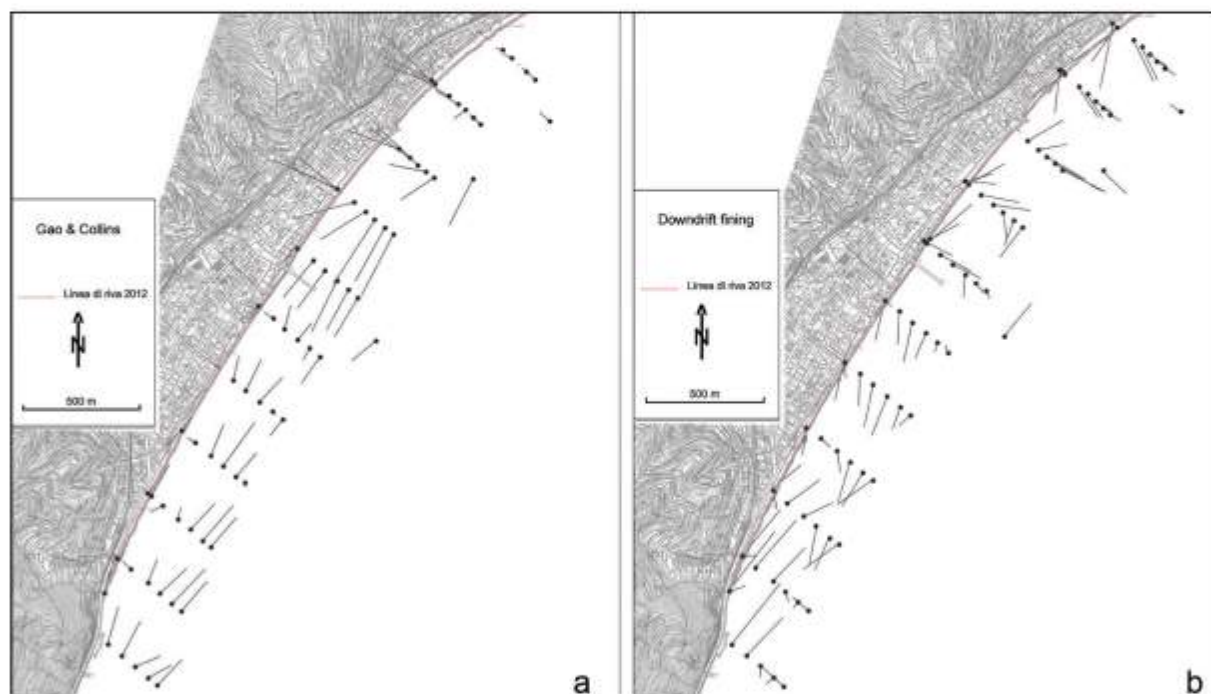 Gao & Collins
Linea di riva 2012
N
500 m
a
Downdrift fining
Linea di riva 2012
N
500 m
b